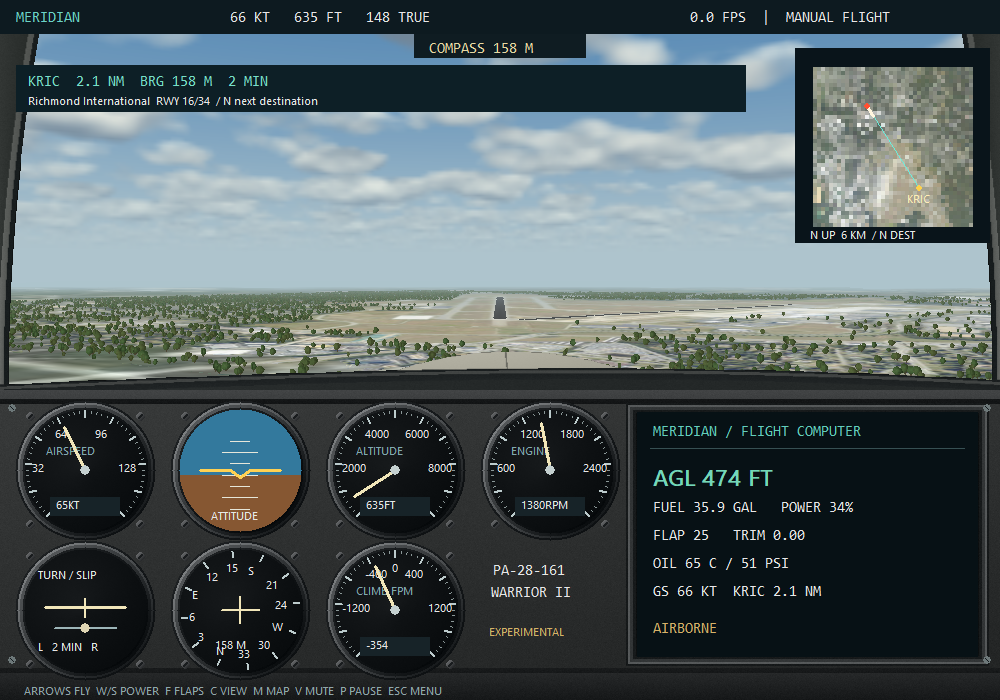 MERIDIAN 66 KT 635 FT 148 TRUE 0.0 FPS | MANUAL FLIGHT
COMPASS 158 M
KRIC 2.1 NM BRG 158 M 2 MIN
Richmond International RWY 16/34 / N next destination
KRIC
N UP 6 KM / N DEST
64 96
AIRSPEED
32 128
65KT
ATTITUDE
4000 6000
ALTITUDE
2000 8000
635FT
1200 1800
ENGINE
600 2400
1380RPM
MERIDIAN / FLIGHT COMPUTER
AGL 474 FT
FUEL 35.9 GAL POWER 34%
FLAP 25 TRIM 0.00
OIL 65 C / 51 PSI
GS 66 KT KRIC 2.1 NM
AIRBORNE
TURN / SLIP
L 2 MIN R
12 15 S 21
E 24
6 W
3 158 M 30
N 33
-400 0 400
CLIMB FPM
-1200 1200
-354
PA-28-161
WARRIOR II
EXPERIMENTAL
ARROWS FLY W/S POWER F FLAPS C VIEW M MAP V MUTE P PAUSE ESC MENU